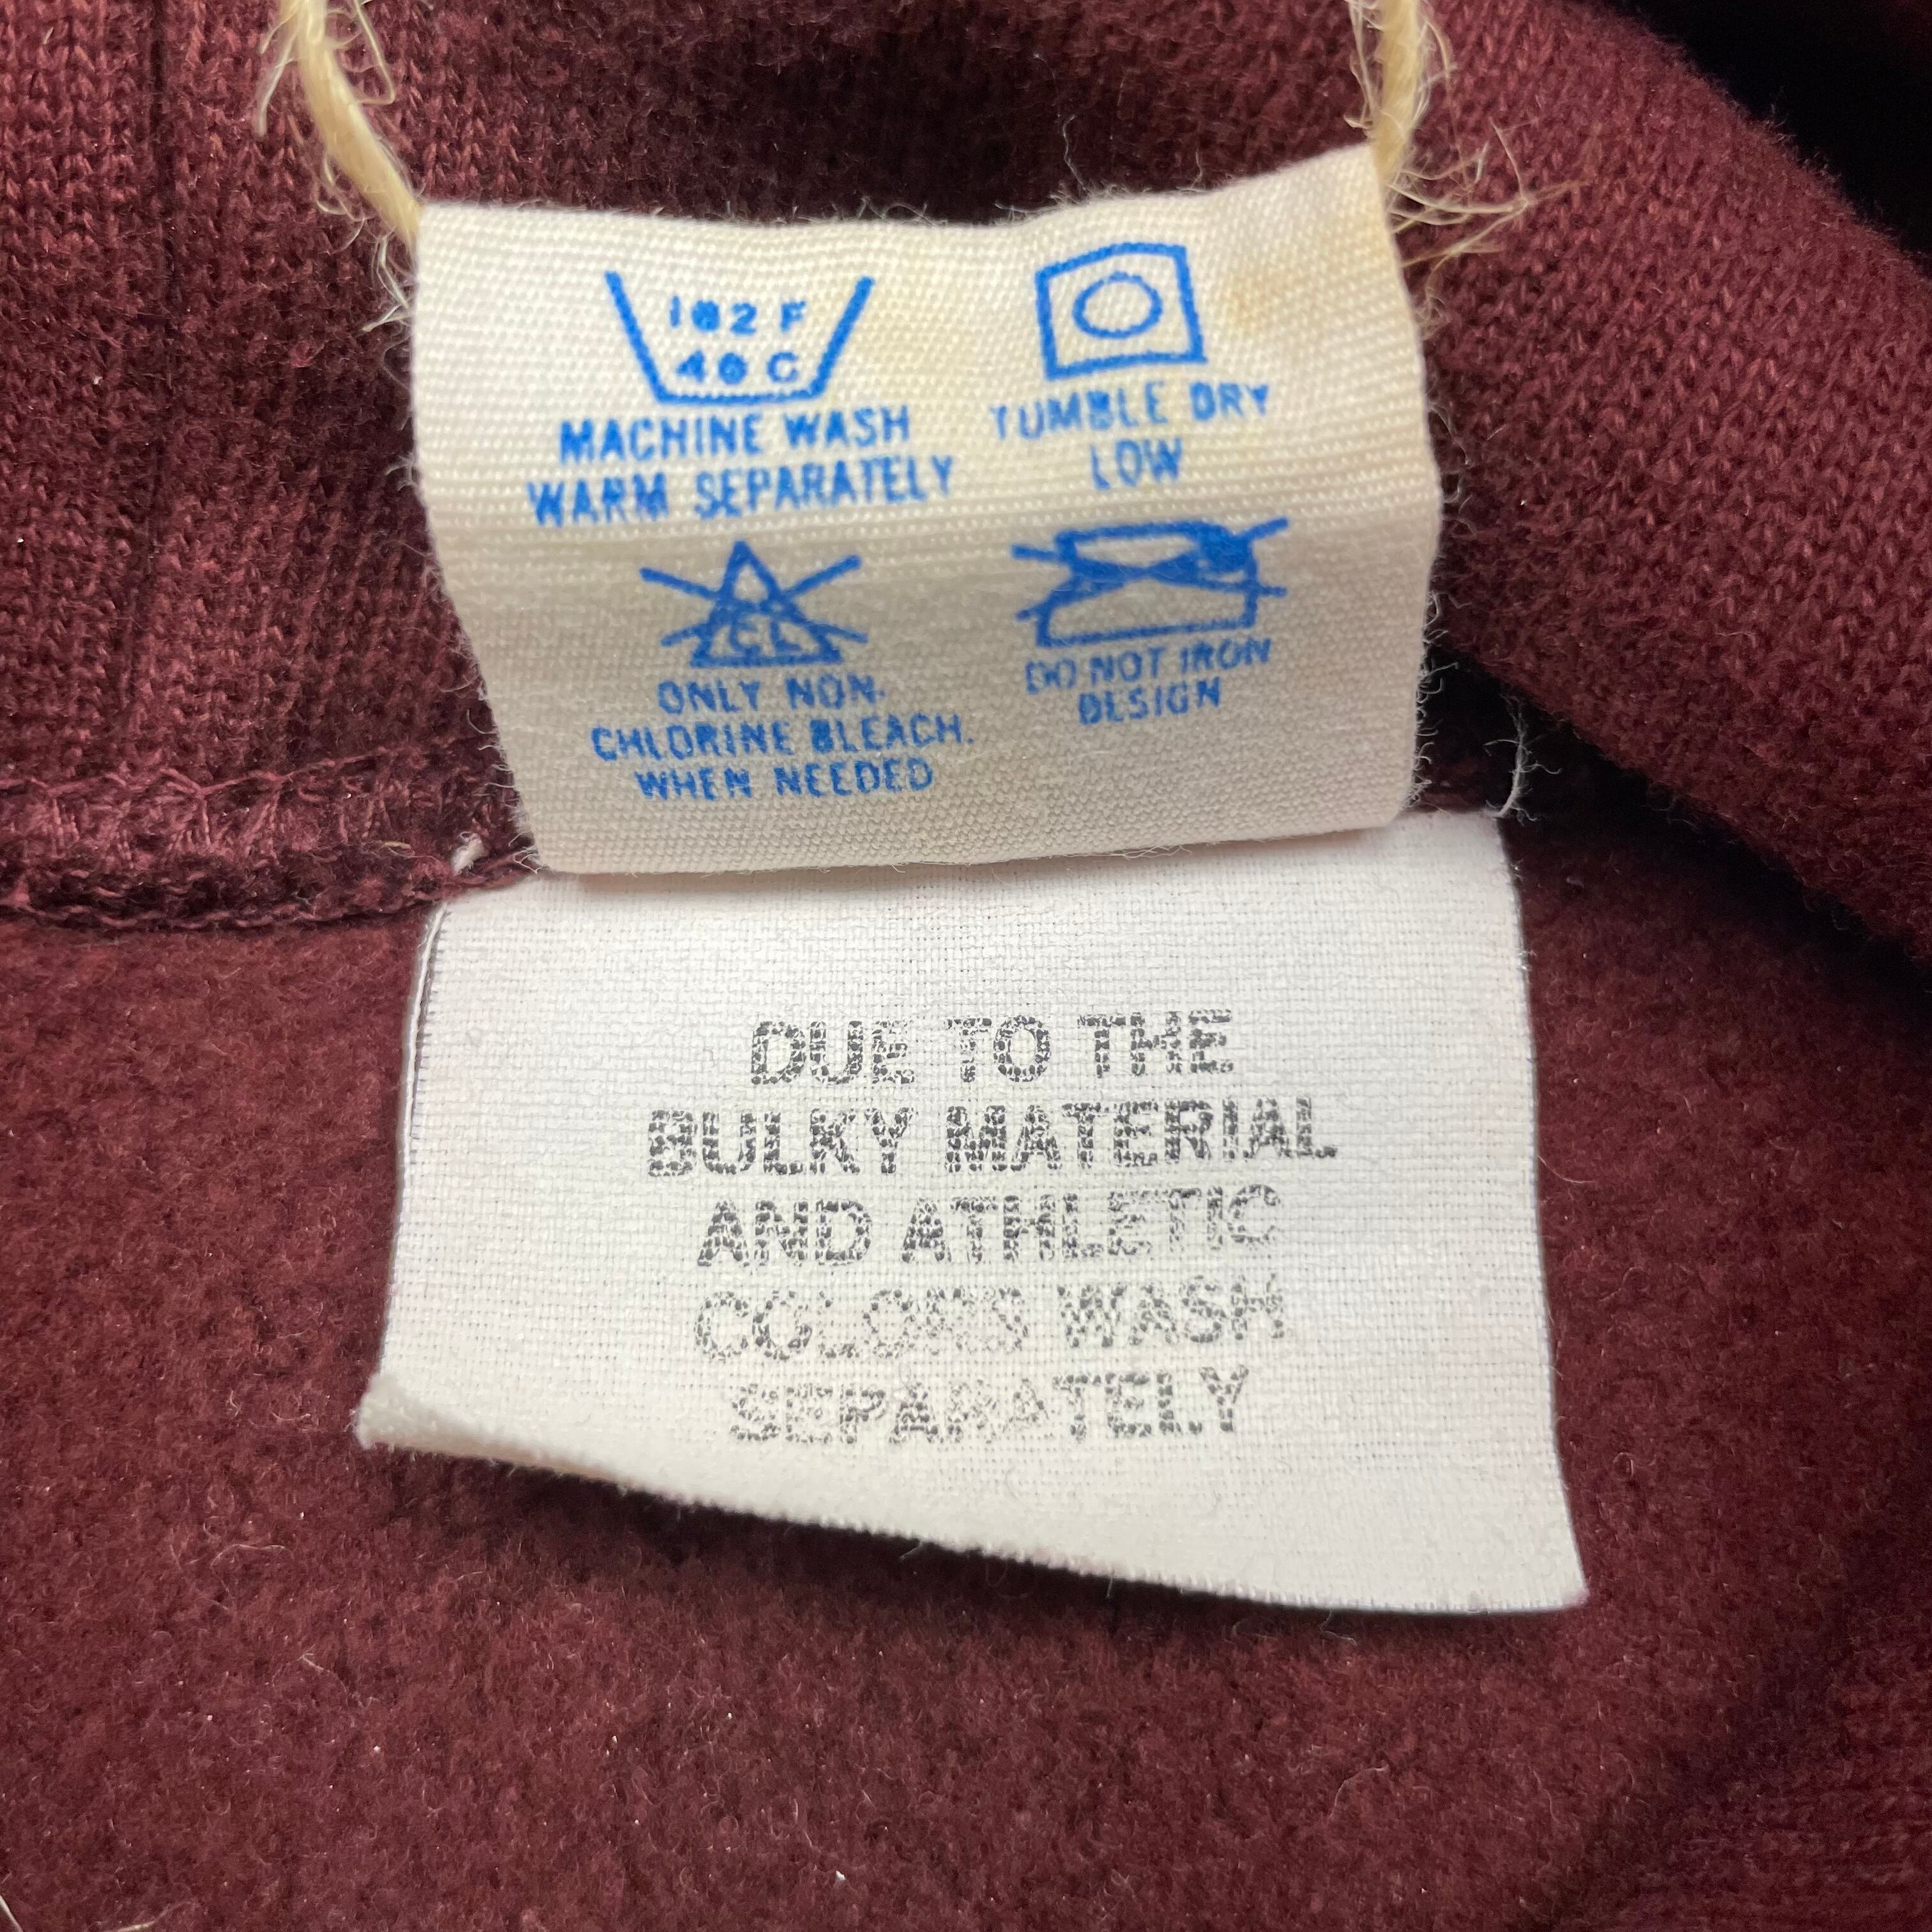 102 F
40 C
MACHINE WASH
WARM SEPARATELY
TUMBLE DRY
LOW
CL
ONLY NON-
CHLORINE BLEACH.
WHEN NEEDED
DO NOT IRON
DESIGN
DUE TO THE
BULKY MATERIAL
AND ATHLETIC
COLORS WASH
SEPARATELY